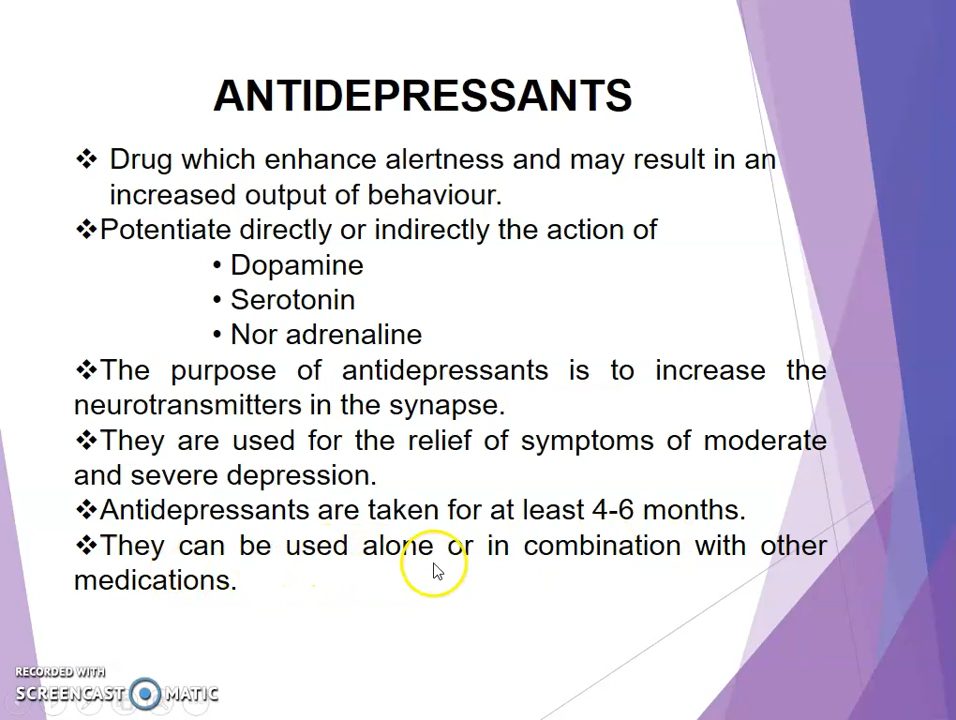 ANTIDEPRESSANTS
❖ Drug which enhance alertness and may result in an
increased output of behaviour.
❖Potentiate directly or indirectly the action of
• Dopamine
• Serotonin
• Nor adrenaline
❖The purpose of antidepressants is to increase the
neurotransmitters in the synapse.
❖They are used for the relief of symptoms of moderate
and severe depression.
❖Antidepressants are taken for at least 4-6 months.
❖They can be used alone or in combination with other
medications.
RECORDED WITH
SCREENCAST MATIC